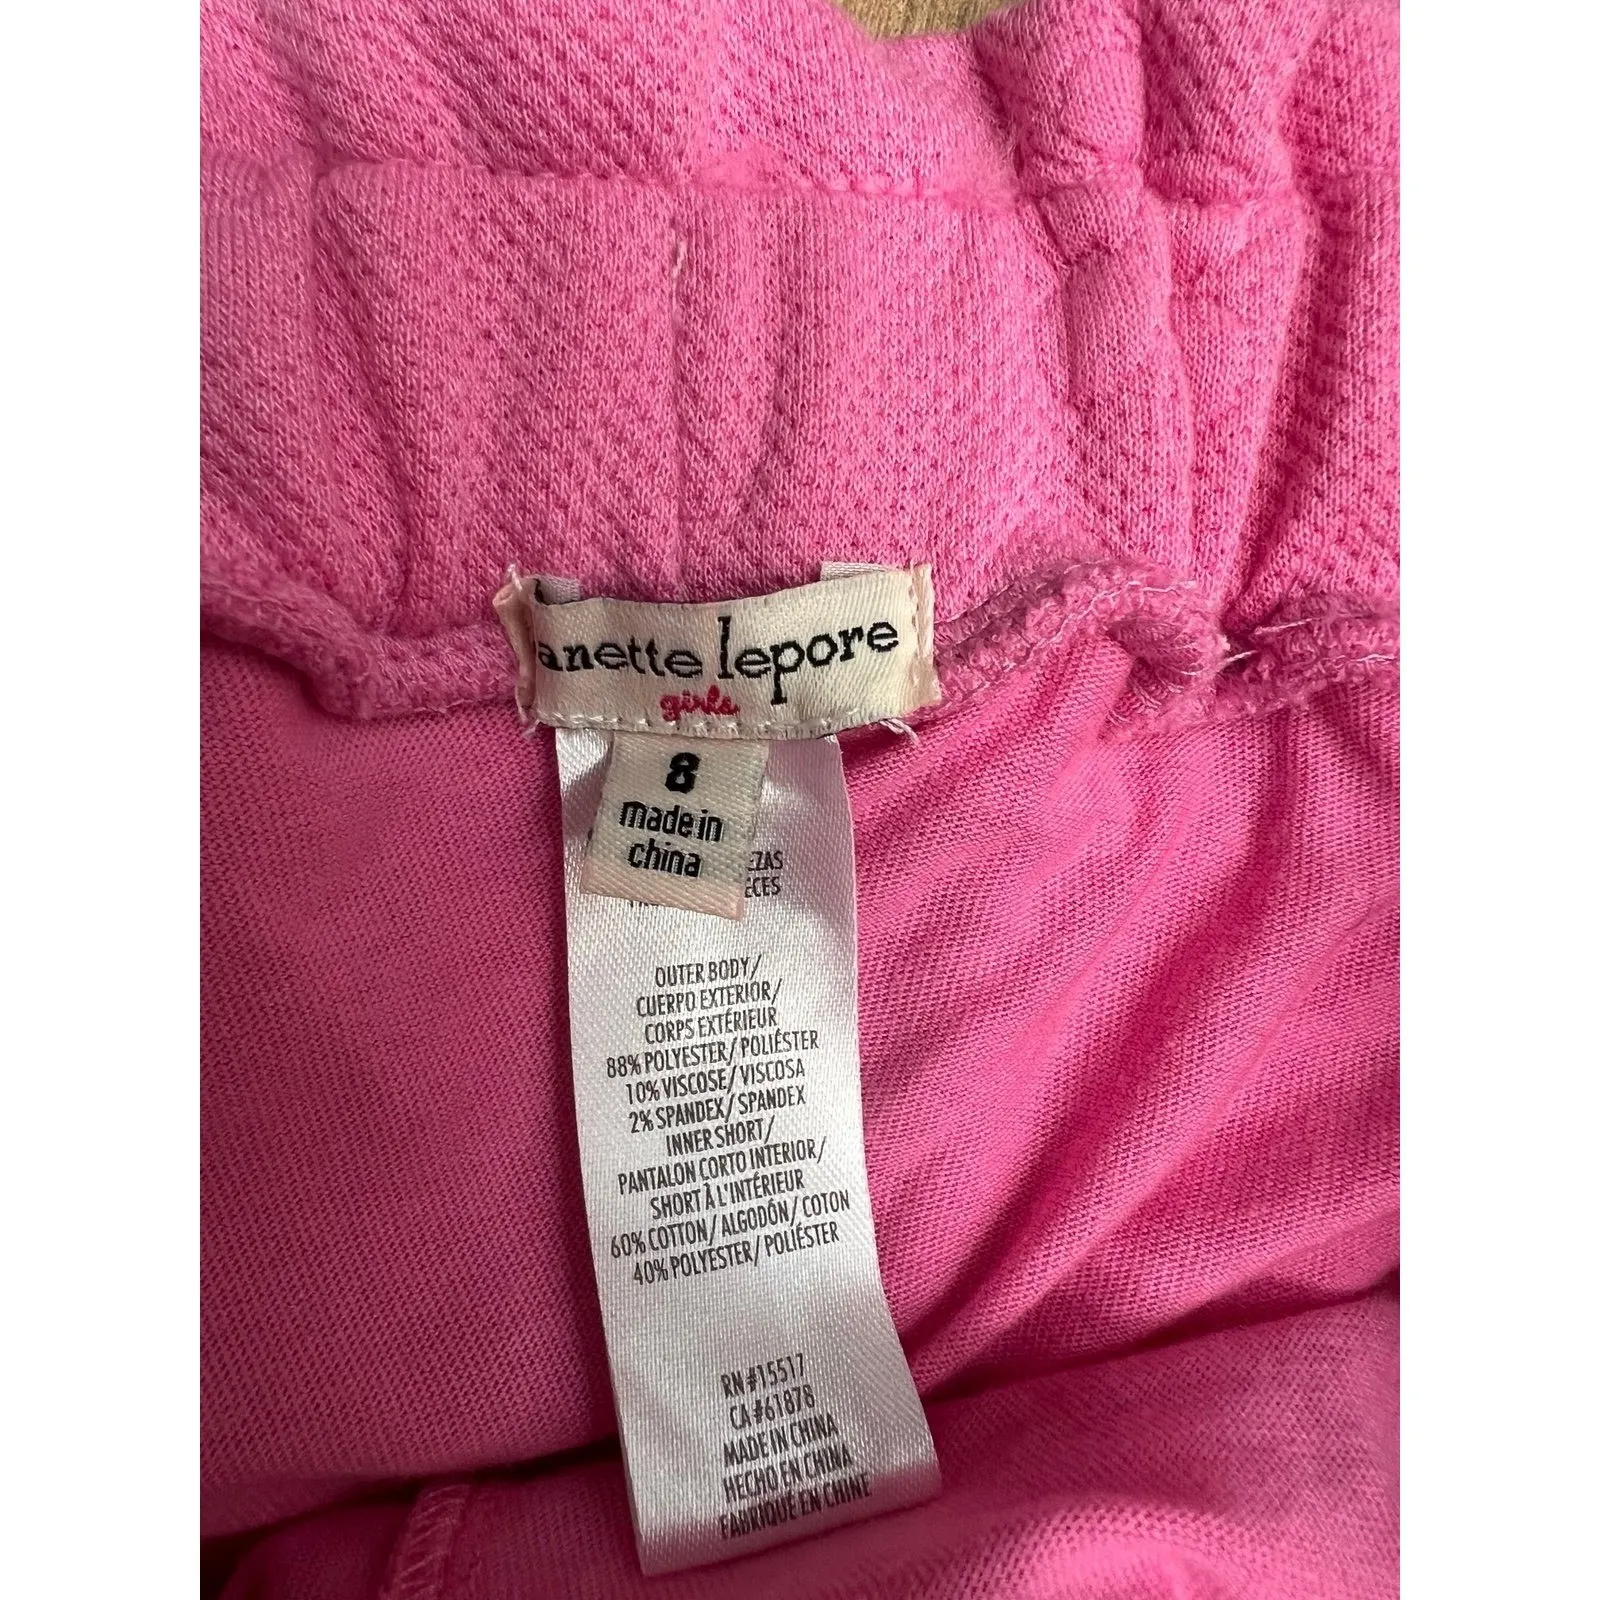 anette lepore
girls
8
made in
china
EZAS
ECES
OUTER BODY/
CUERPO EXTERIOR/
CORPS EXTÉRIEUR
88% POLYESTER/ POLIÉSTER
10% VISCOSE/ VISCOSA
2% SPANDEX/ SPANDEX
INNER SHORT/
PANTALON CORTO INTERIOR/
SHORT À L'INTÉRIEUR
60% COTTON/ ALGODÓN/ COTON
40% POLYESTER/ POLIÉSTER
RN #15517
CA #61878
MADE IN CHINA
HECHO EN CHINA
FABRIQUÉ EN CHINE